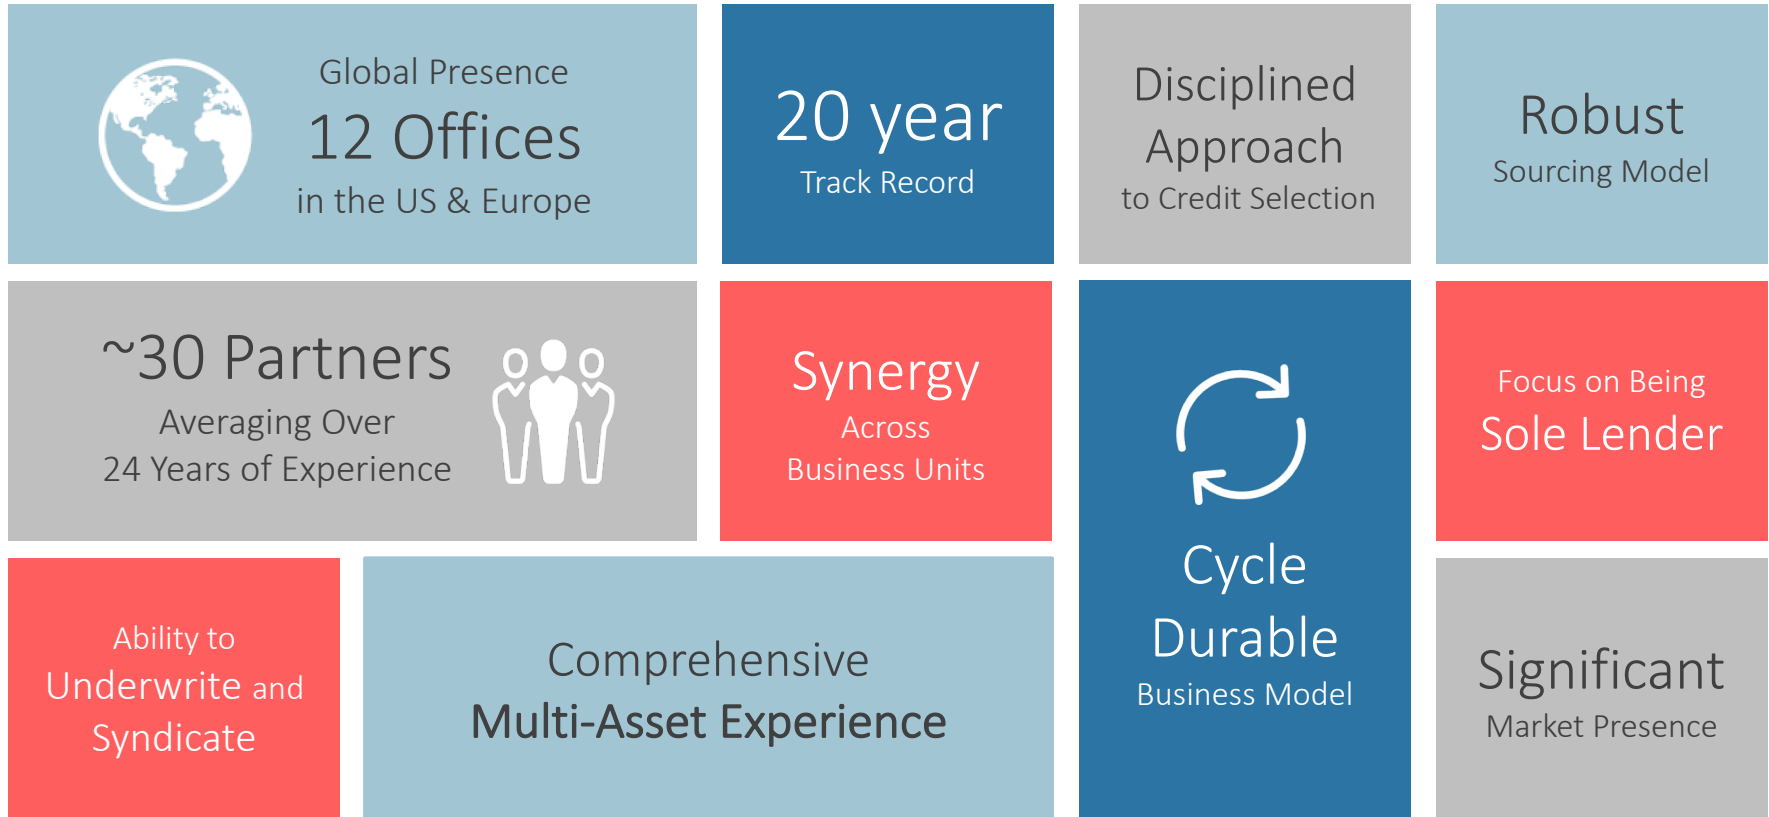 Global Presence
12 Offices
in the US & Europe
20 year
Track Record
Disciplined
Approach
to Credit Selection
Robust
Sourcing Model
~30 Partners
Averaging Over
24 Years of Experience
Synergy
Across
Business Units
Cycle
Durable
Business Model
Focus on Being
Sole Lender
Ability to
Underwrite and
Syndicate
Comprehensive
Multi-Asset Experience
Significant
Market Presence